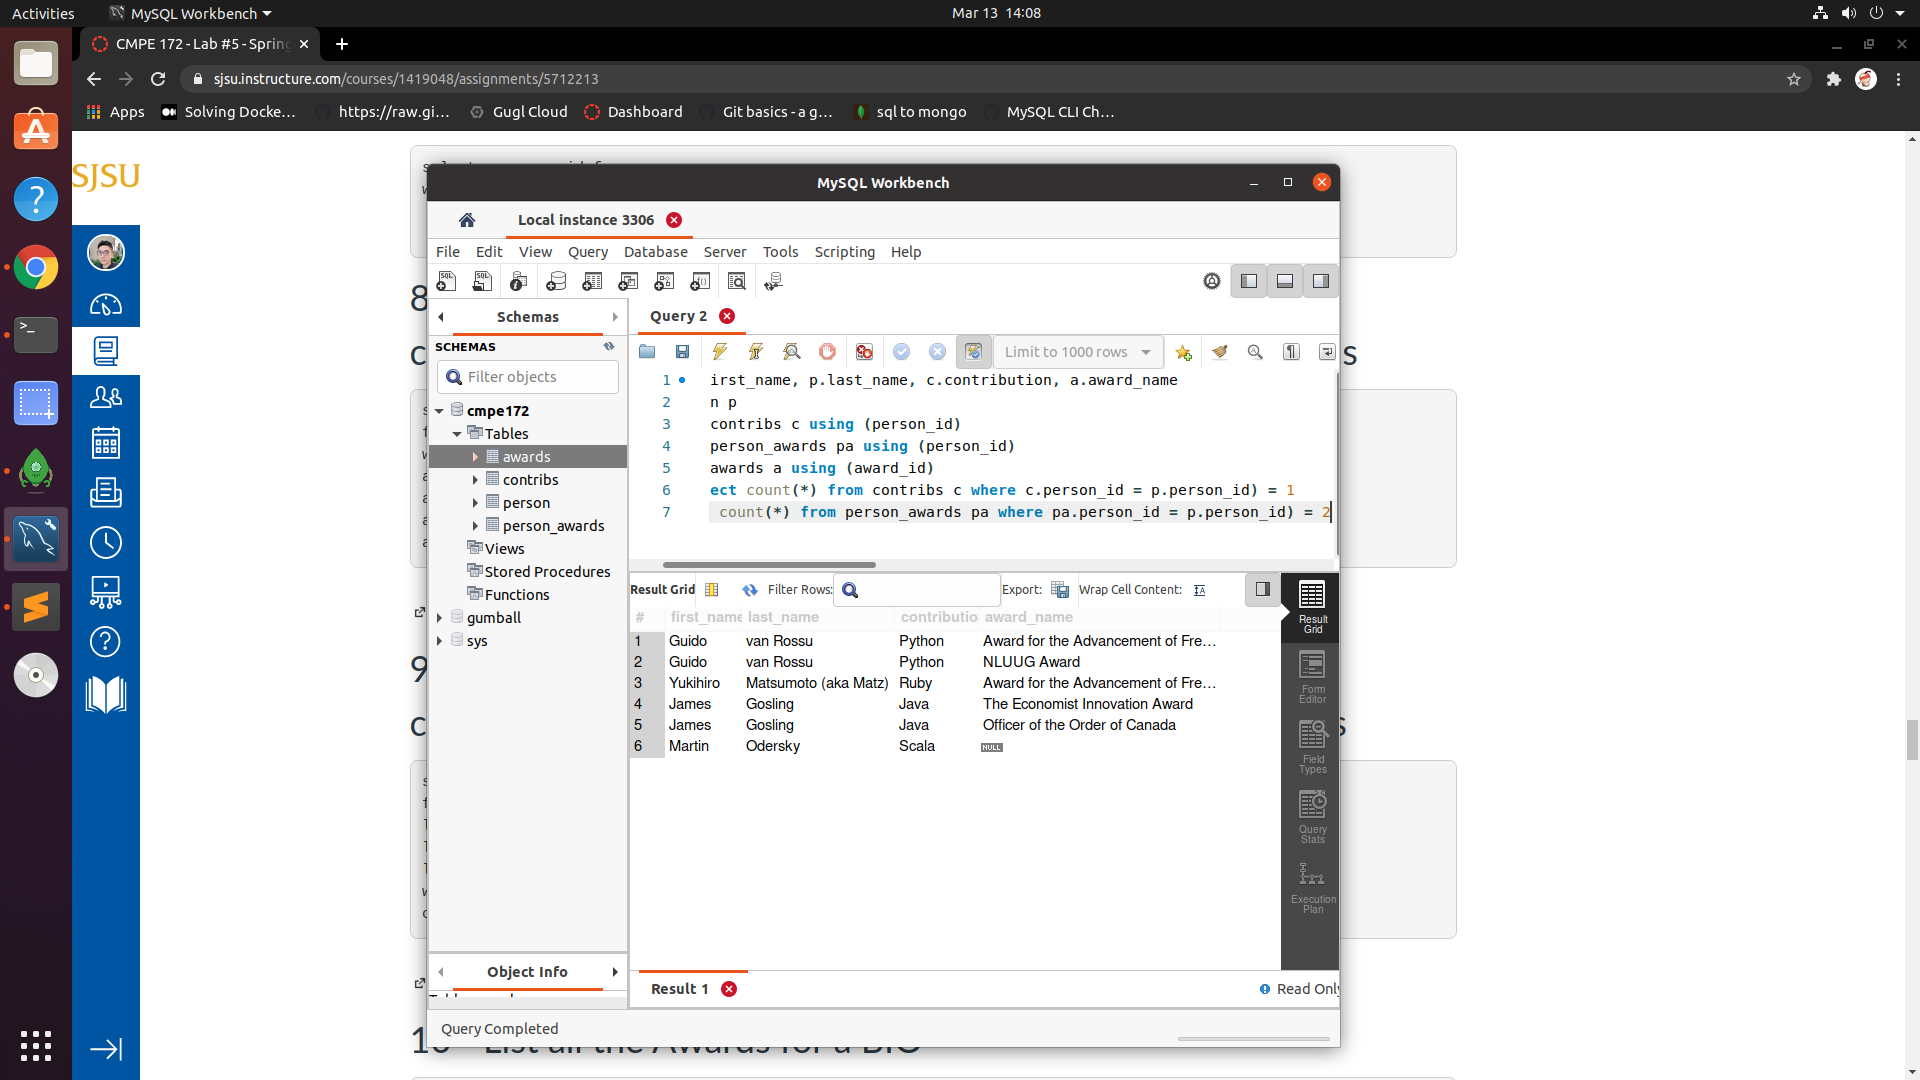 Activities
MySQL Workbench
Mar 13 14:08
CMPE 172 - Lab #5 - Spring
sjsu.instructure.com/courses/1419048/assignments/5712213
Apps
Solving Docke...
https://raw.gi...
Gugl Cloud
Dashboard
Git basics - a g...
sql to mongo
MySQL CLI Ch...
SJSU
MySQL Workbench
Local instance 3306
File Edit View Query Database Server Tools Scripting Help
Schemas
Query 2
SCHEMAS
Filter objects
Limit to 1000 rows
cmpe172
Tables
awards
contribs
person
person_awards
Views
Stored Procedures
Functions
gumball
sys
1 irst_name, p.last_name, c.contribution, a.award_name
2 n p
3 contribs c using (person_id)
4 person_awards pa using (person_id)
5 awards a using (award_id)
6 ect count(*) from contribs c where c.person_id = p.person_id) = 1
7 count(*) from person_awards pa where pa.person_id = p.person_id) = 2
Result Grid
Filter Rows:
Export:
Wrap Cell Content:
# first_name last_name contributio award_name
1 Guido van Rossu Python Award for the Advancement of Fre...
2 Guido van Rossu Python NLUUG Award
3 Yukihiro Matsumoto (aka Matz) Ruby Award for the Advancement of Fre...
4 James Gosling Java The Economist Innovation Award
5 James Gosling Java Officer of the Order of Canada
6 Martin Odersky Scala NULL
Result Grid
Form Editor
Field Types
Query Stats
Execution Plan
Object Info
Result 1
Read Only
Query Completed
8
9